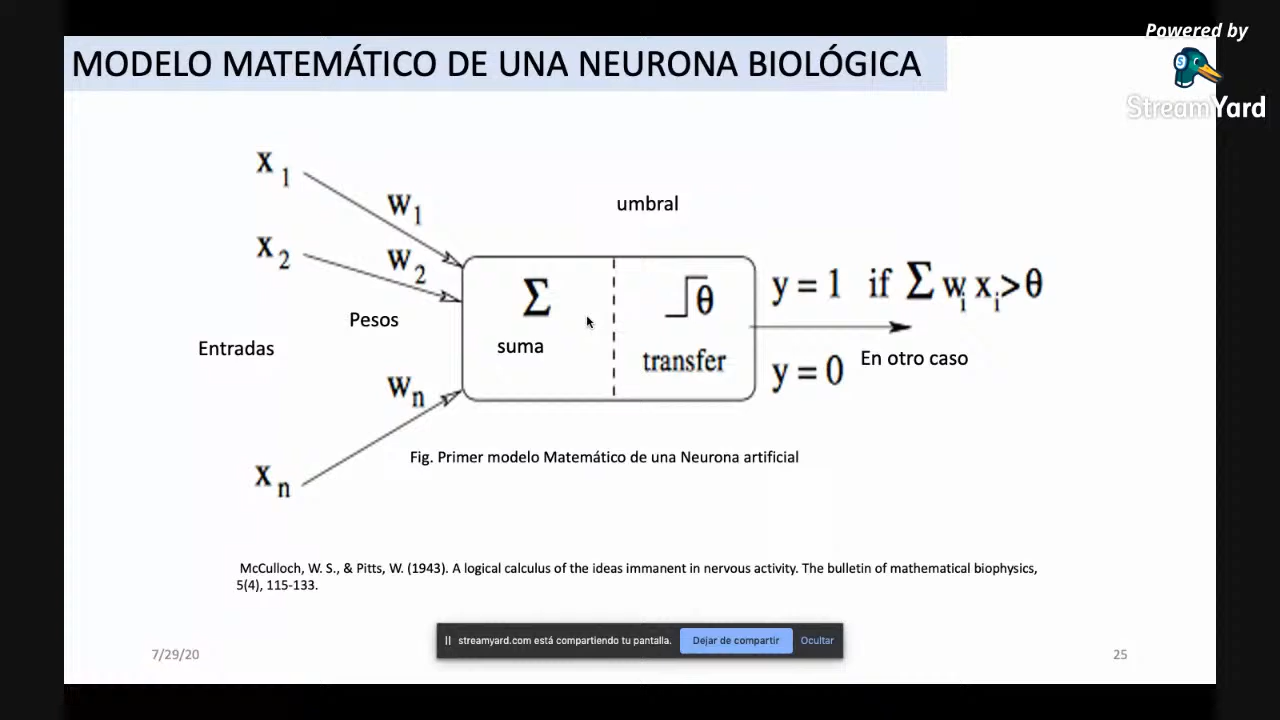 Powered by
StreamYard
MODELO MATEMÁTICO DE UNA NEURONA BIOLÓGICA
x1
w1
umbral
x2
w2
Σ
θ
y = 1 if Σ wi xi > θ
Pesos
Entradas
suma
transfer
En otro caso
y = 0
wn
xn
Fig. Primer modelo Matemático de una Neurona artificial
McCulloch, W. S., & Pitts, W. (1943). A logical calculus of the ideas immanent in nervous activity. The bulletin of mathematical biophysics,
5(4), 115-133.
streamyard.com está compartiendo tu pantalla. Dejar de compartir Ocultar
7/29/20
25